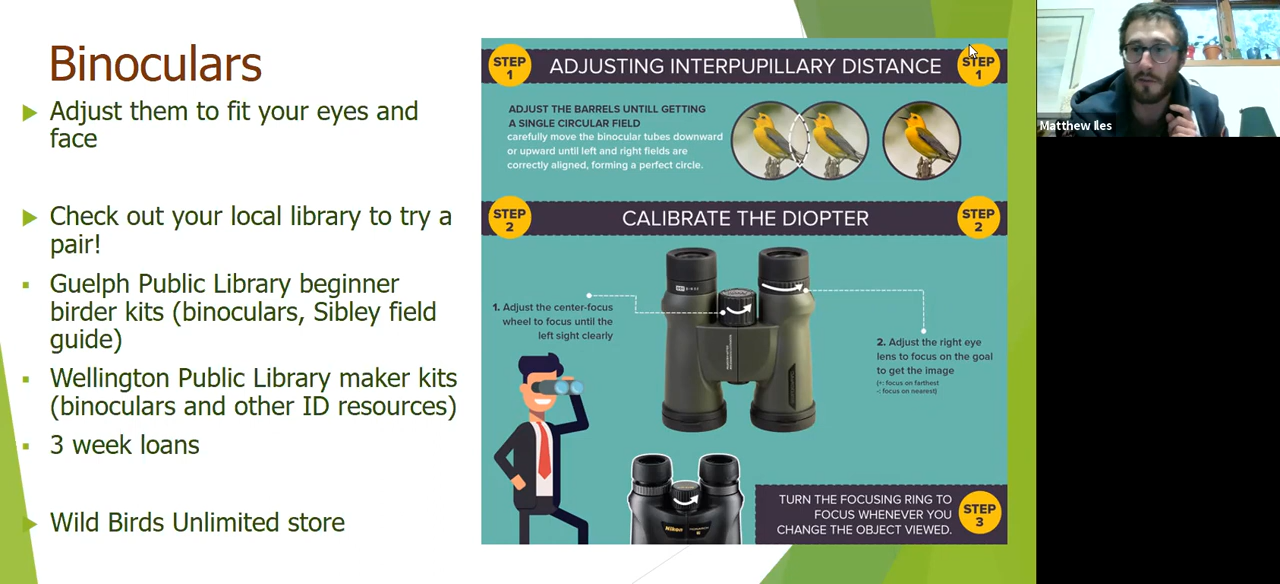 Binoculars
Adjust them to fit your eyes and
face
Check out your local library to try a
pair!
Guelph Public Library beginner
birder kits (binoculars, Sibley field
guide)
Wellington Public Library maker kits
(binoculars and other ID resources)
3 week loans
Wild Birds Unlimited store
STEP
1
ADJUSTING INTERPUPILLARY DISTANCE
STEP
1
ADJUST THE BARRELS UNTILL GETTING
A SINGLE CIRCULAR FIELD
carefully move the binocular tubes downward
or upward until left and right fields are
correctly aligned, forming a perfect circle.
STEP
2
CALIBRATE THE DIOPTER
STEP
2
1. Adjust the center-focus
wheel to focus until the
left sight clearly
2. Adjust the right eye
lens to focus on the goal
to get the image
(+: focus on farthest
-: focus on nearest)
Nikon
TURN THE FOCUSING RING TO
FOCUS WHENEVER YOU
CHANGE THE OBJECT VIEWED.
STEP
3
Matthew Iles